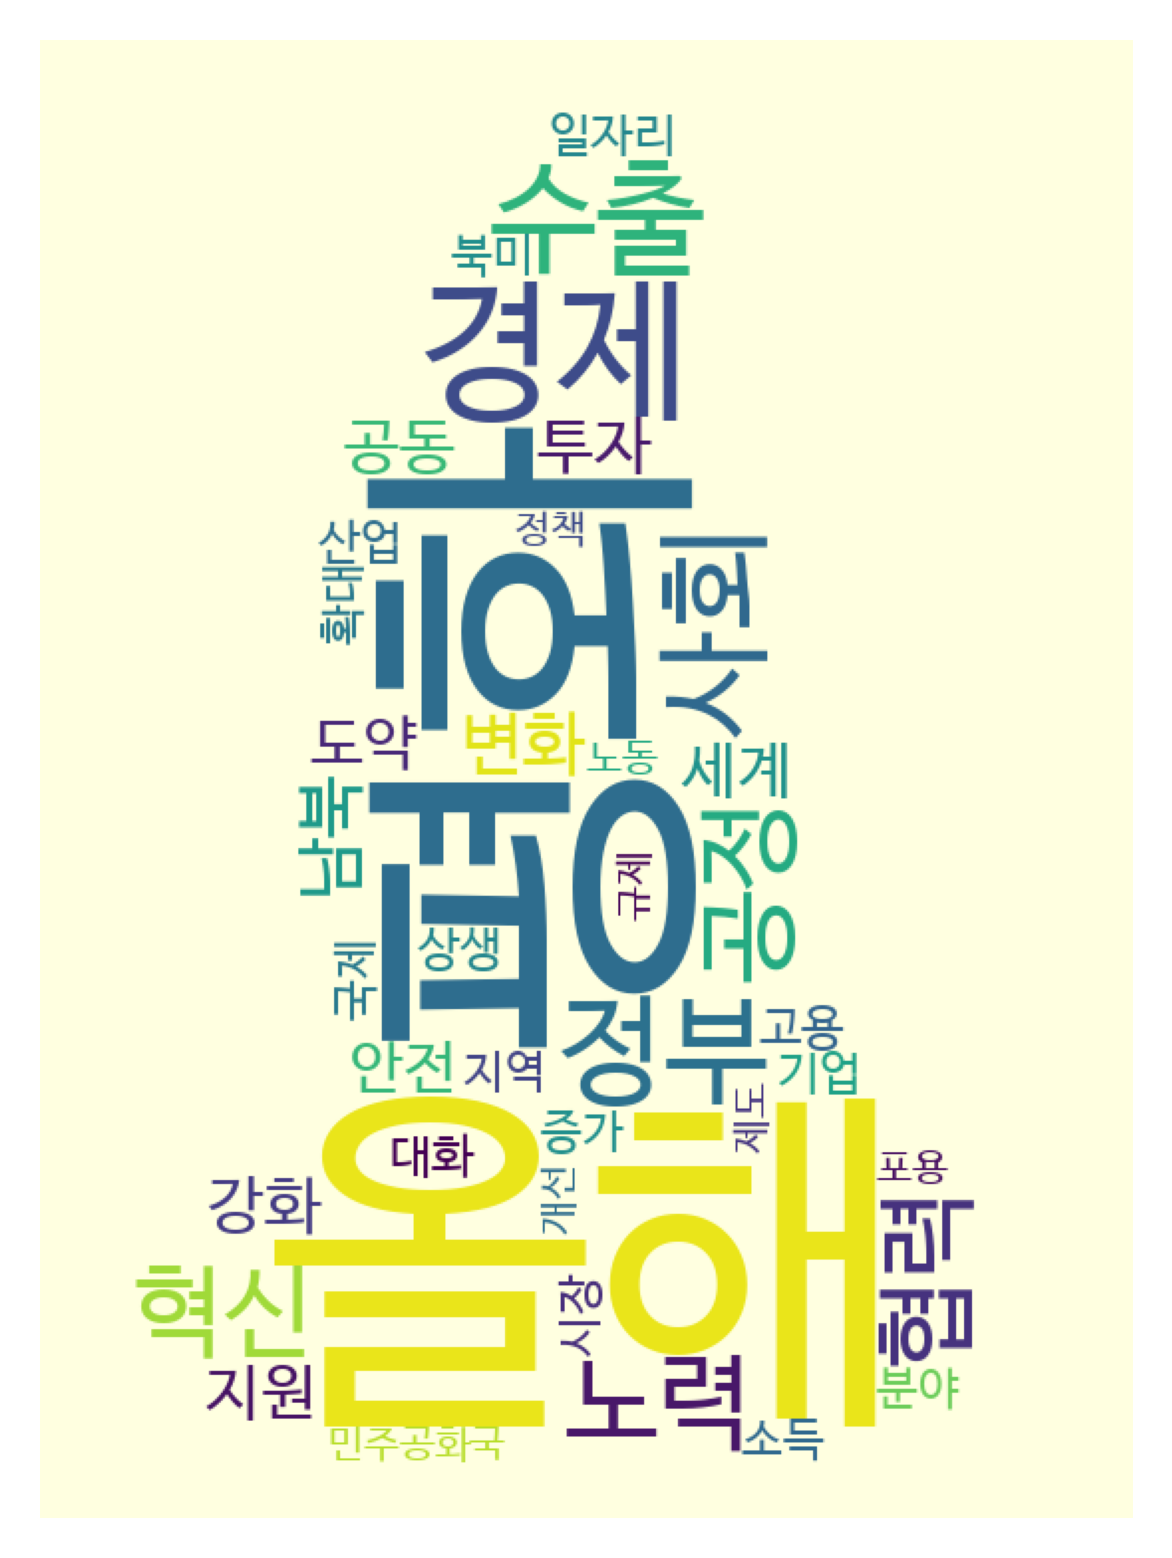 일자리
수출
북미
경제
공동
투자
정책
산업
확대
평화
사회
도약
변화
노동
세계
남북
공정
규제
상생
국제
정부
고용
안전
지역
기업
제도
올해
대화
증가
개선
포용
강화
협력
혁신
시장
지원
노력
분야
민주공화국
소득